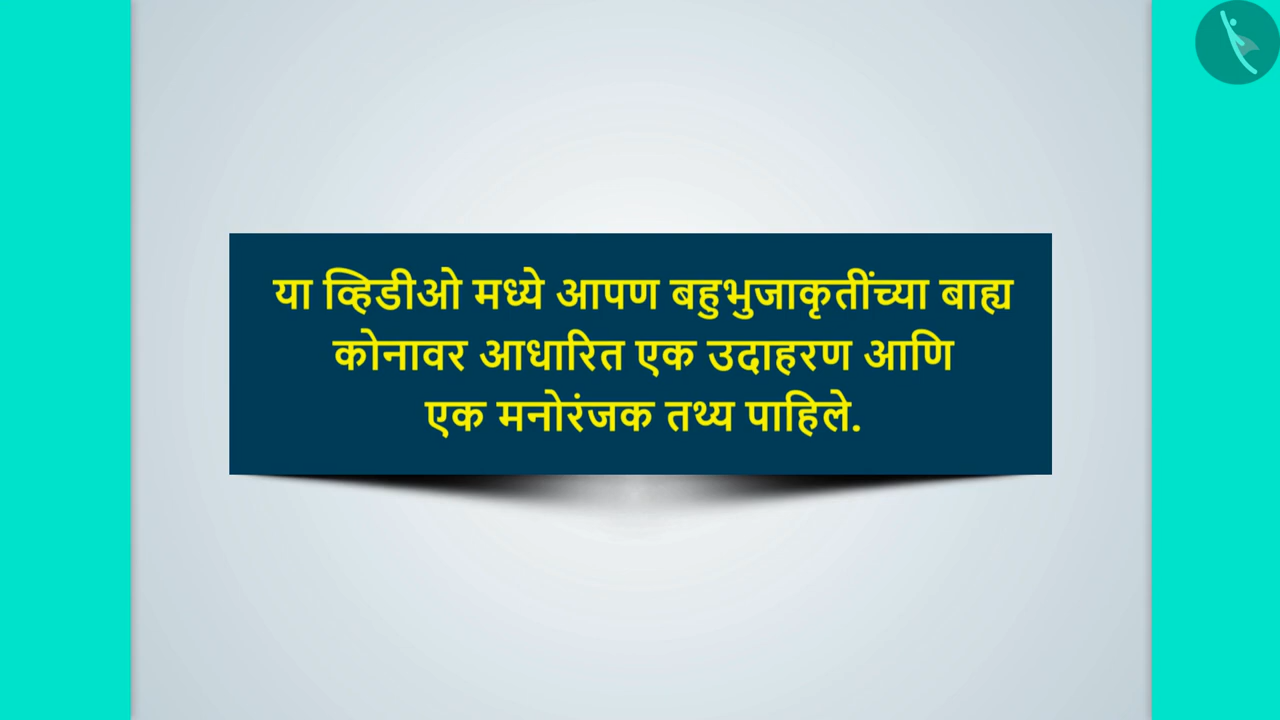 या व्हिडीओ मध्ये आपण बहुभुजाकृतींच्या बाह्य
कोनावर आधारित एक उदाहरण आणि
एक मनोरंजक तथ्य पाहिले.